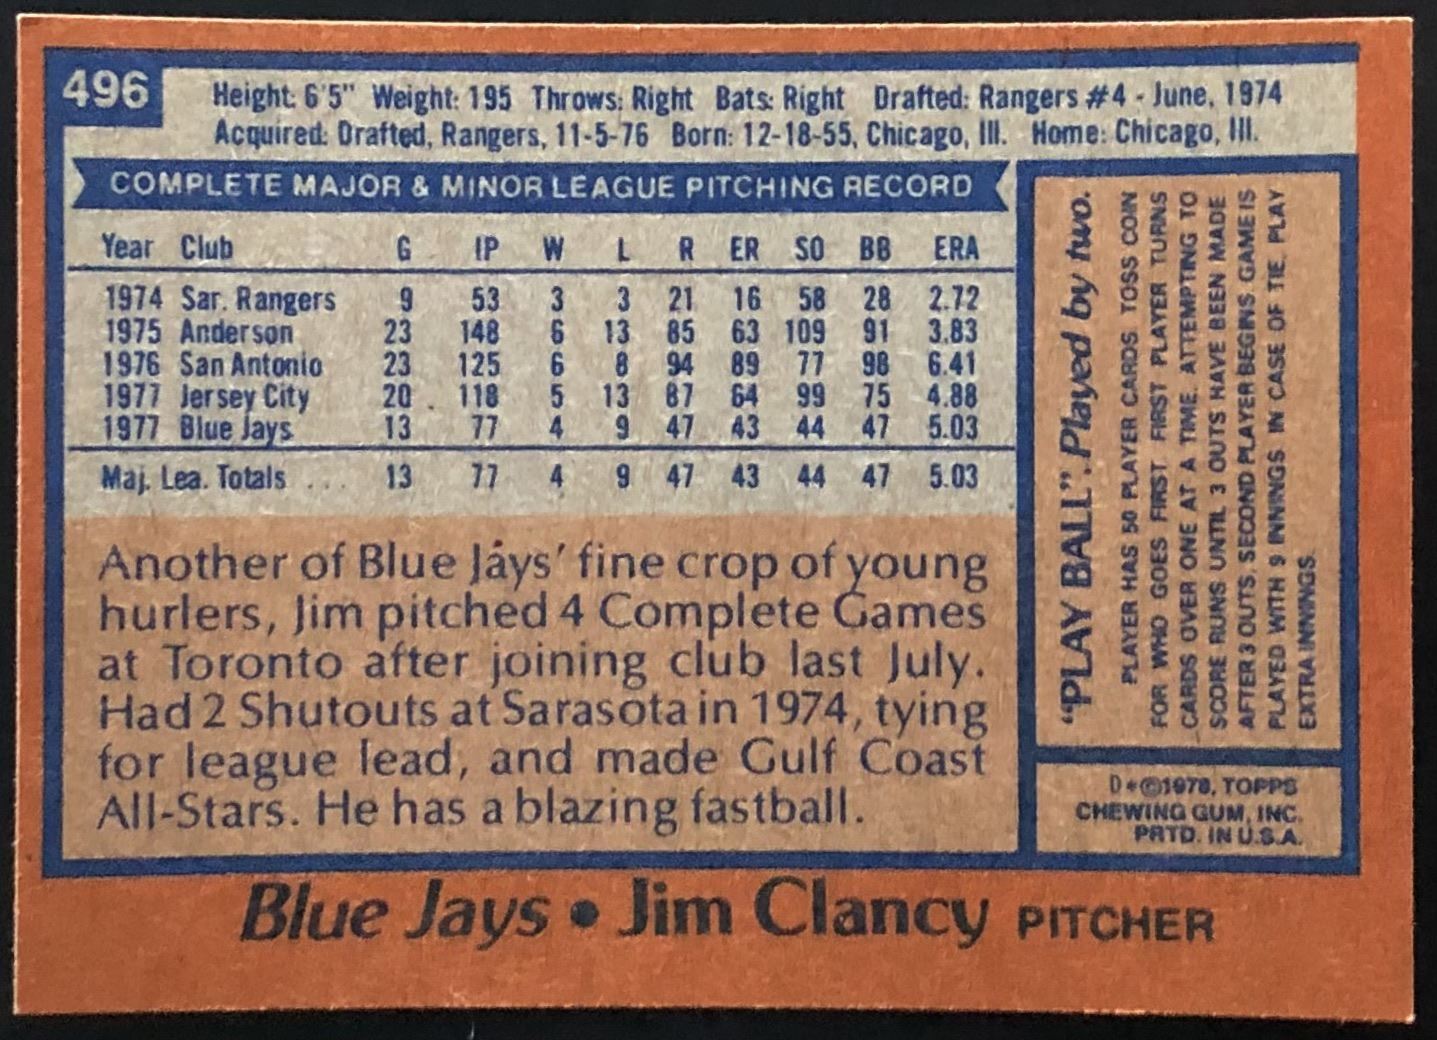 496
Height: 6'5" Weight: 195 Throws: Right Bats: Right Drafted: Rangers #4 - June, 1974
Acquired: Drafted, Rangers, 11-5-76 Born: 12-18-55, Chicago, Ill. Home: Chicago, Ill.
COMPLETE MAJOR & MINOR LEAGUE PITCHING RECORD
Year Club G IP W L R ER SO BB ERA
1974 Sar. Rangers 9 53 3 3 21 16 58 28 2.72
1975 Anderson 23 148 6 13 85 63 109 91 3.83
1976 San Antonio 23 125 6 8 94 89 77 98 6.41
1977 Jersey City 20 118 5 13 87 64 99 75 4.88
1977 Blue Jays 13 77 4 9 47 43 44 47 5.03
Maj. Lea. Totals ... 13 77 4 9 47 43 44 47 5.03
Another of Blue Jays' fine crop of young
hurlers, Jim pitched 4 Complete Games
at Toronto after joining club last July.
Had 2 Shutouts at Sarasota in 1974, tying
for league lead, and made Gulf Coast
All-Stars. He has a blazing fastball.
"PLAY BALL". Played by two.
PLAYER HAS 50 PLAYER CARDS. TOSS COIN
FOR WHO GOES FIRST. FIRST PLAYER TURNS
CARDS OVER ONE AT A TIME. ATTEMPTING TO
SCORE RUNS UNTIL 3 OUTS HAVE BEEN MADE.
AFTER 3 OUTS, SECOND PLAYER BEGINS. GAME IS
PLAYED WITH 9 INNINGS. IN CASE OF TIE, PLAY
EXTRA INNINGS.
D*©1978, TOPPS
CHEWING GUM, INC.
PRTD. IN U.S.A.
Blue Jays • Jim Clancy PITCHER